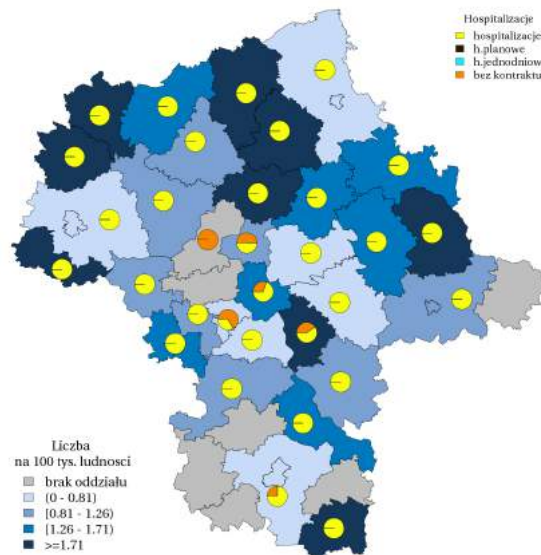 Hospitalizacje
hospitalizacje
h.planowe
h.jednodniow
bez kontraktu
Liczba
na 100 tys. ludnosci
brak oddziału
(0 - 0.81)
[0.81 - 1.26)
[1.26 - 1.71)
>=1.71